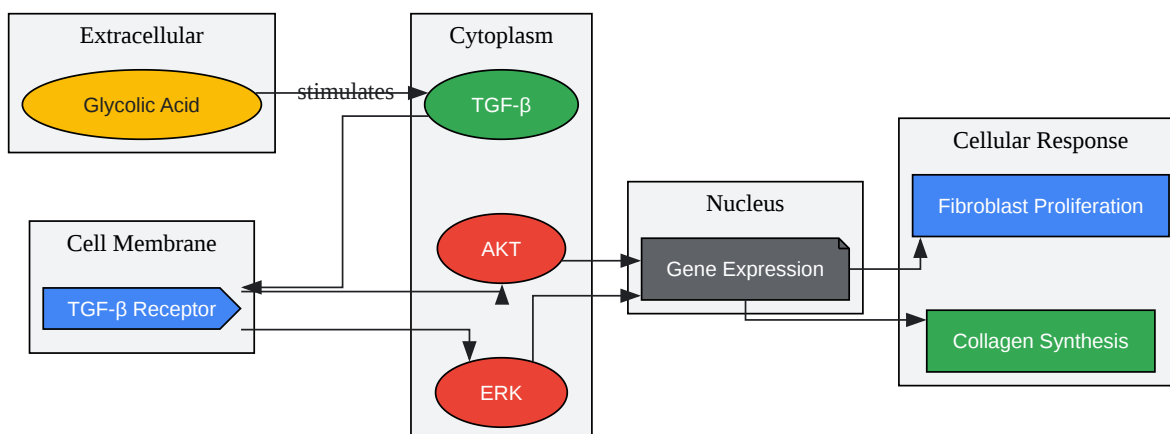 Extracellular
Glycolic Acid
stimulates
Cytoplasm
TGF-β
Cell Membrane
TGF-β Receptor
AKT
ERK
Nucleus
Gene Expression
Cellular Response
Fibroblast Proliferation
Collagen Synthesis